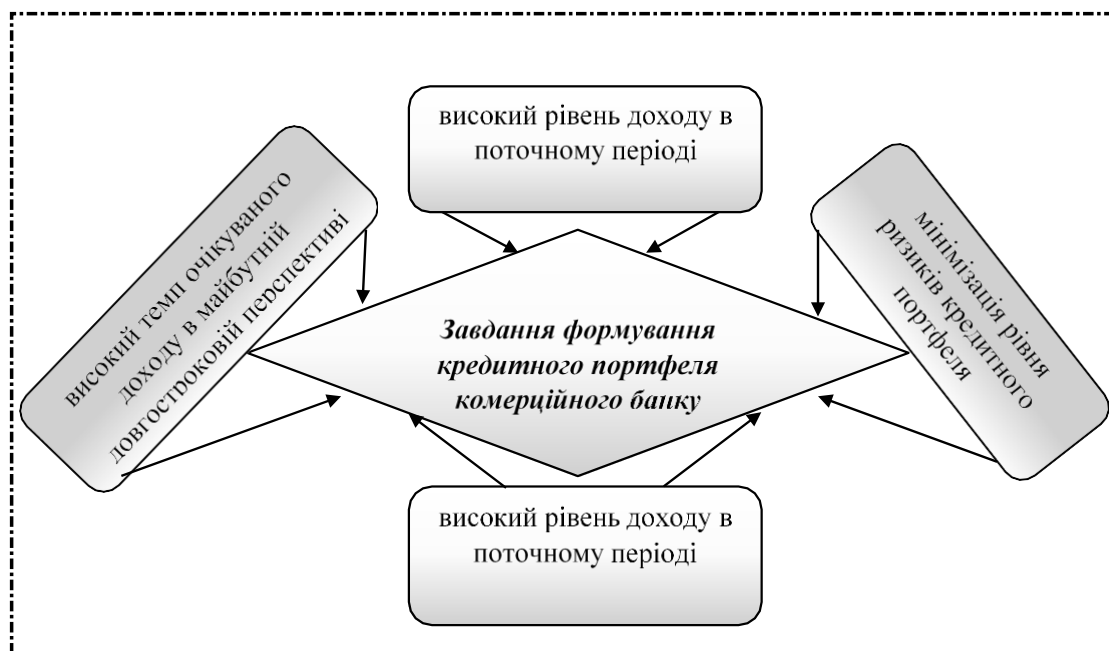 високий рівень доходу в
поточному періоді
високий темп очікуваного
доходу в майбутній
довгостроковій перспективі
мінімізація рівня
ризиків кредитного
портфеля
Завдання формування
кредитного портфеля
комерційного банку
високий рівень доходу в
поточному періоді